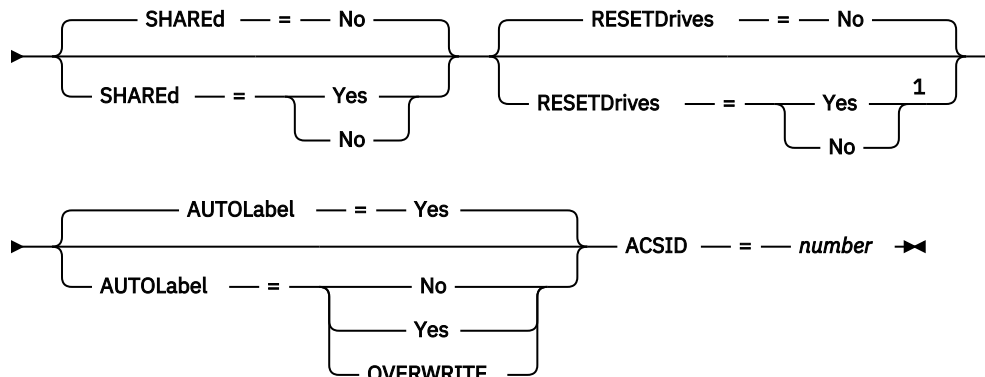 SHAREd = No RESETDrives = No
SHAREd = Yes RESETDrives = Yes 1
No No
AUTOLabel = Yes
ACSID = number
AUTOLabel = No
Yes
OVERWRITE